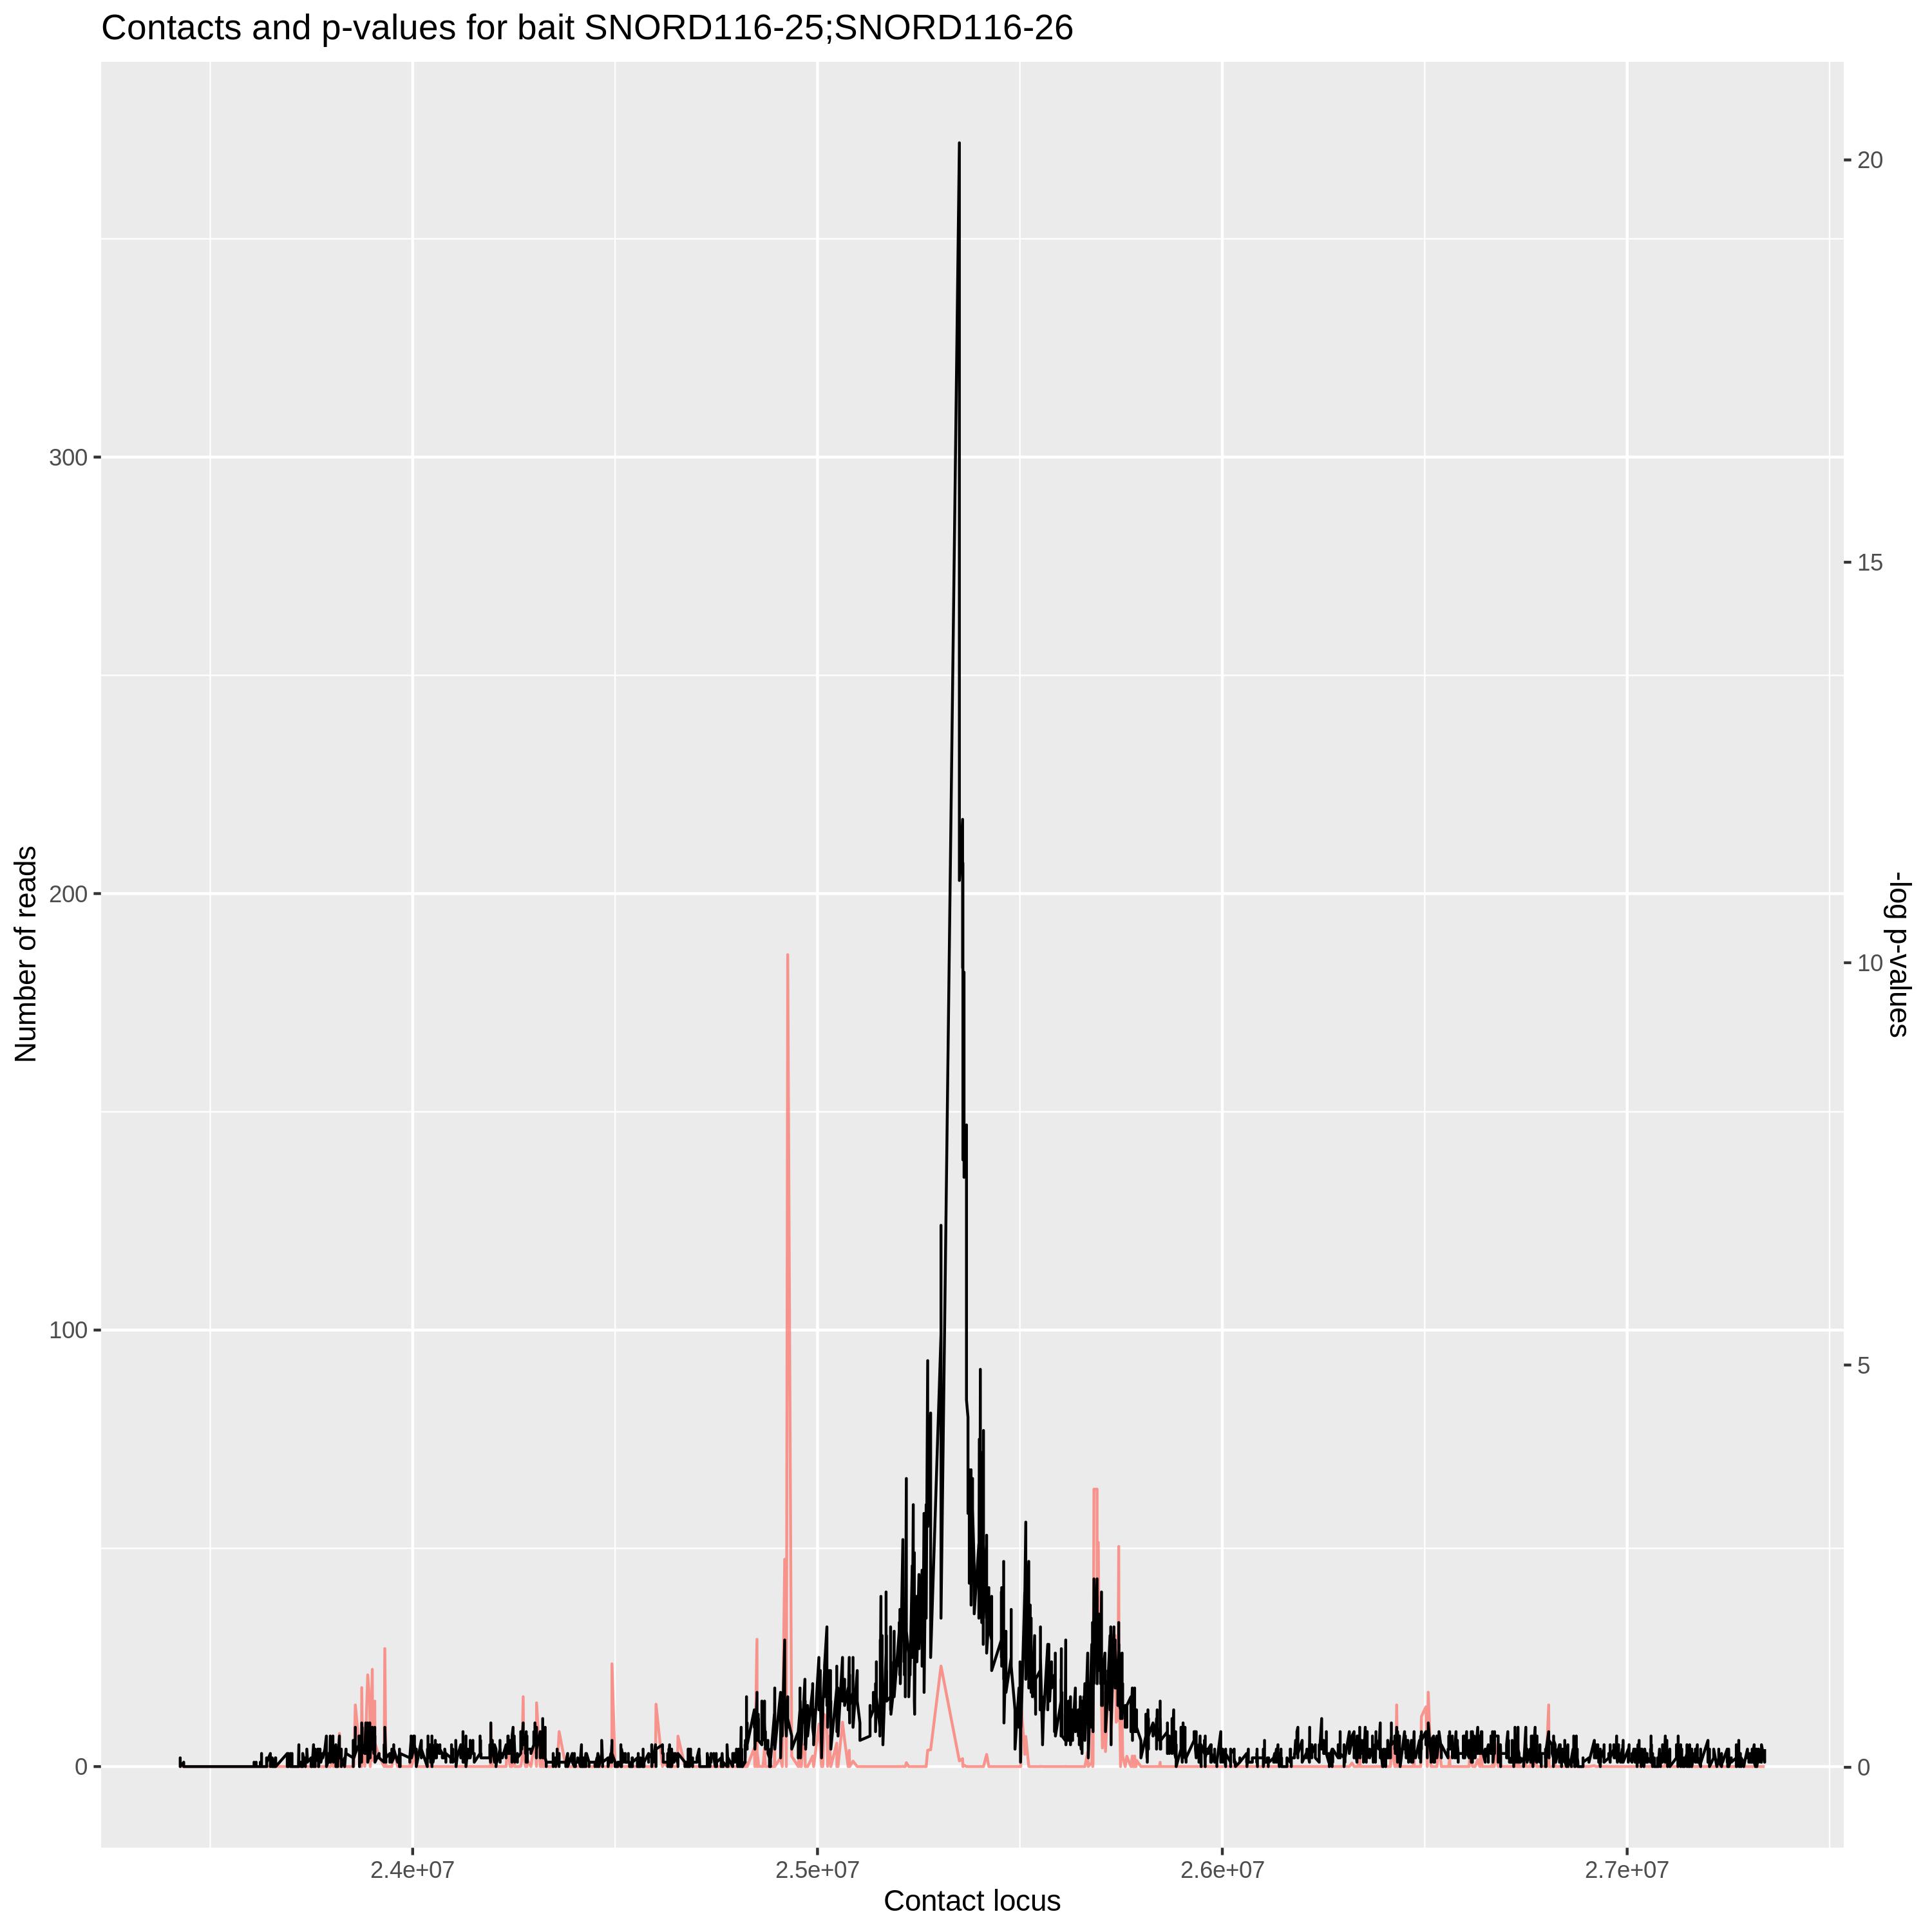 Contacts and p-values for bait SNORD116-25;SNORD116-26
Number of reads
300
200
100
0
20
15
10
5
0
-log p-values
2.4e+07 2.5e+07 2.6e+07 2.7e+07
Contact locus